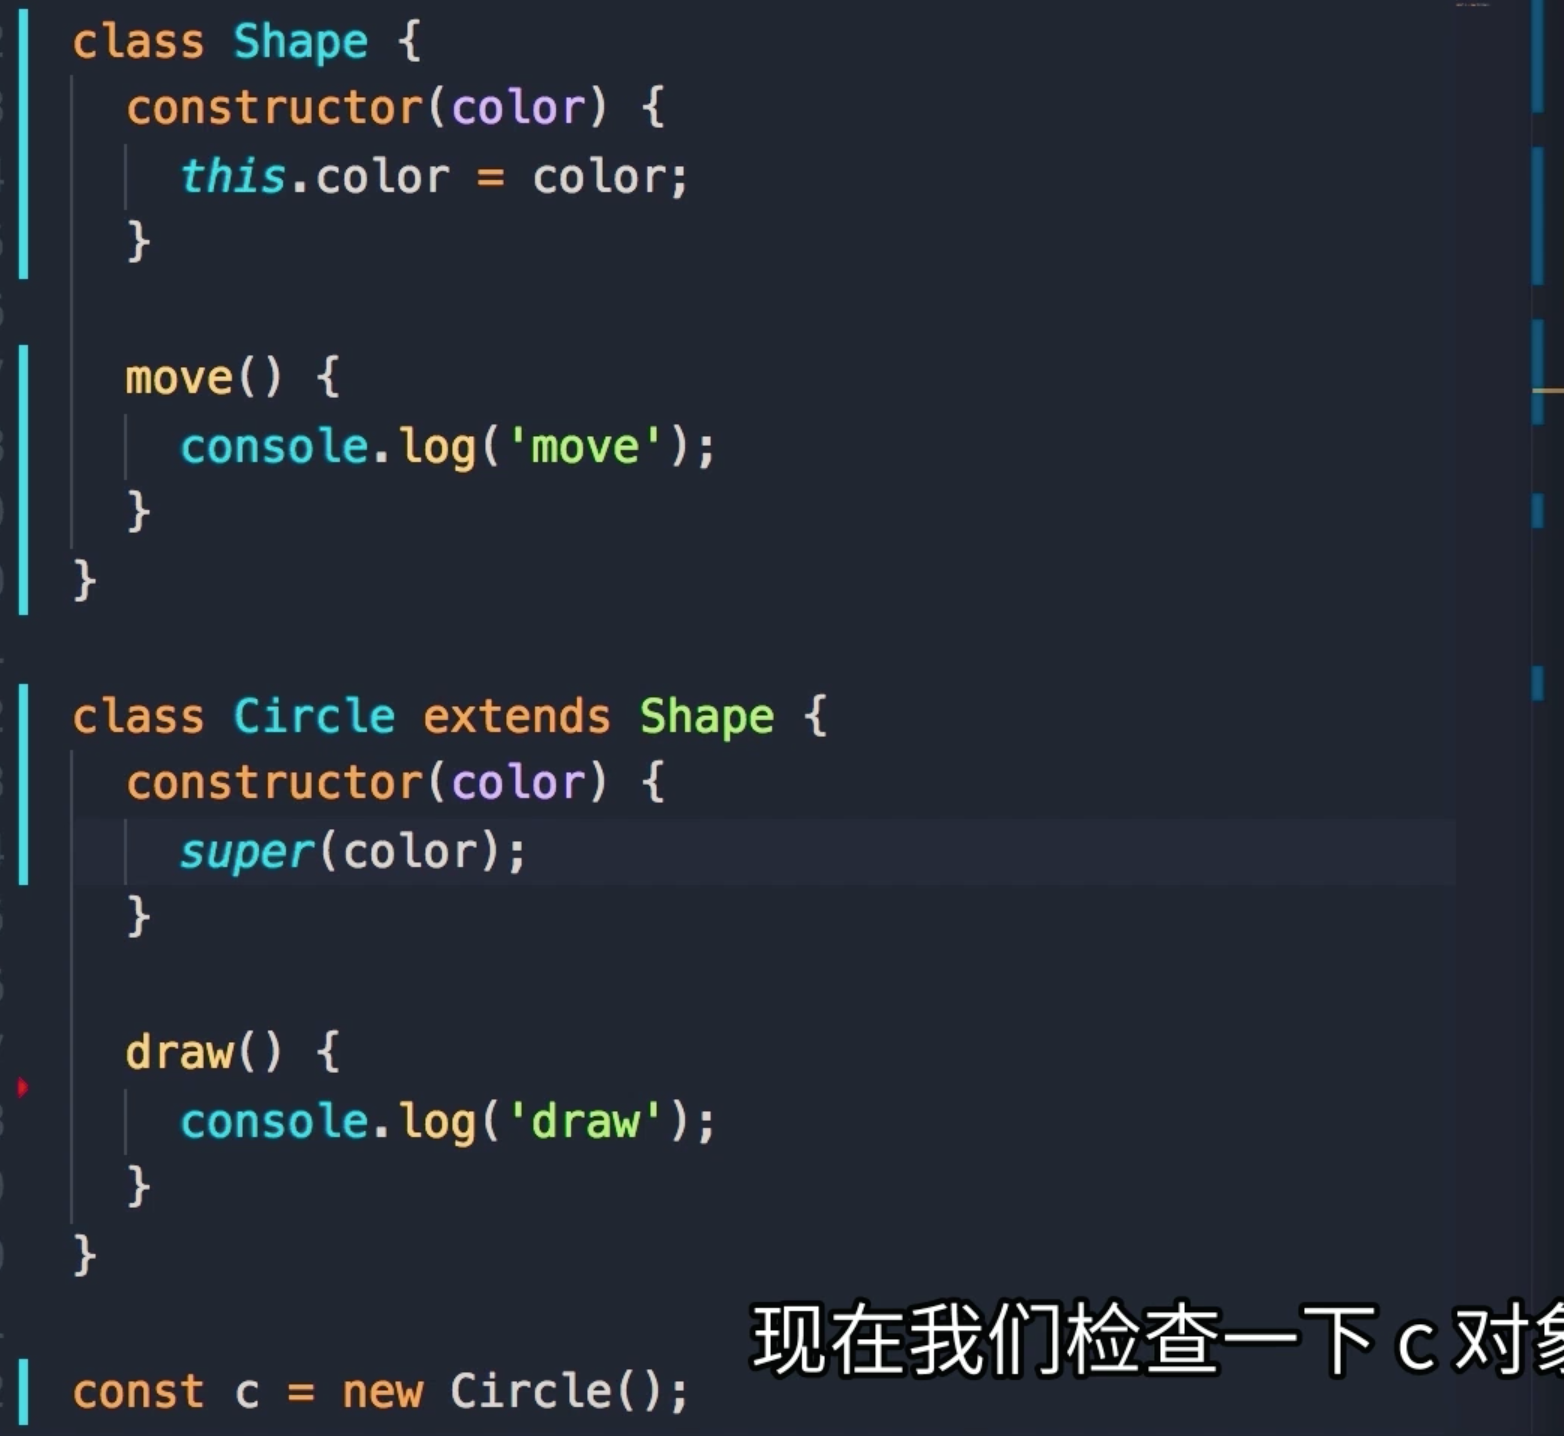 class Shape {
constructor(color) {
this.color = color;
}
move() {
console.log('move');
}
}
class Circle extends Shape {
constructor(color) {
super(color);
}
draw() {
console.log('draw');
}
}
现在我们检查一下 c 对象
const c = new Circle();